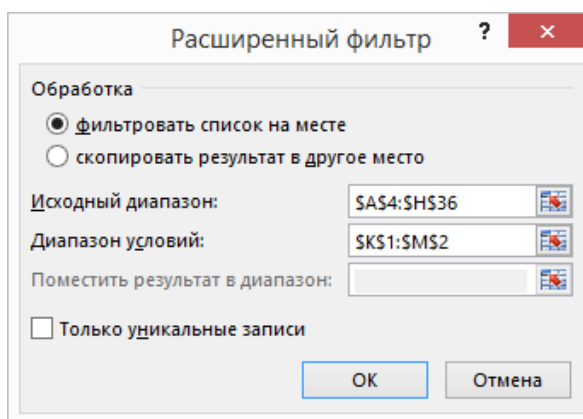 Расширенный фильтр ?
Обработка
фильтровать список на месте
скопировать результат в другое место
Исходный диапазон: $A$4:$H$36
Диапазон условий: $K$1:$M$2
Поместить результат в диапазон:
Только уникальные записи
ОК Отмена